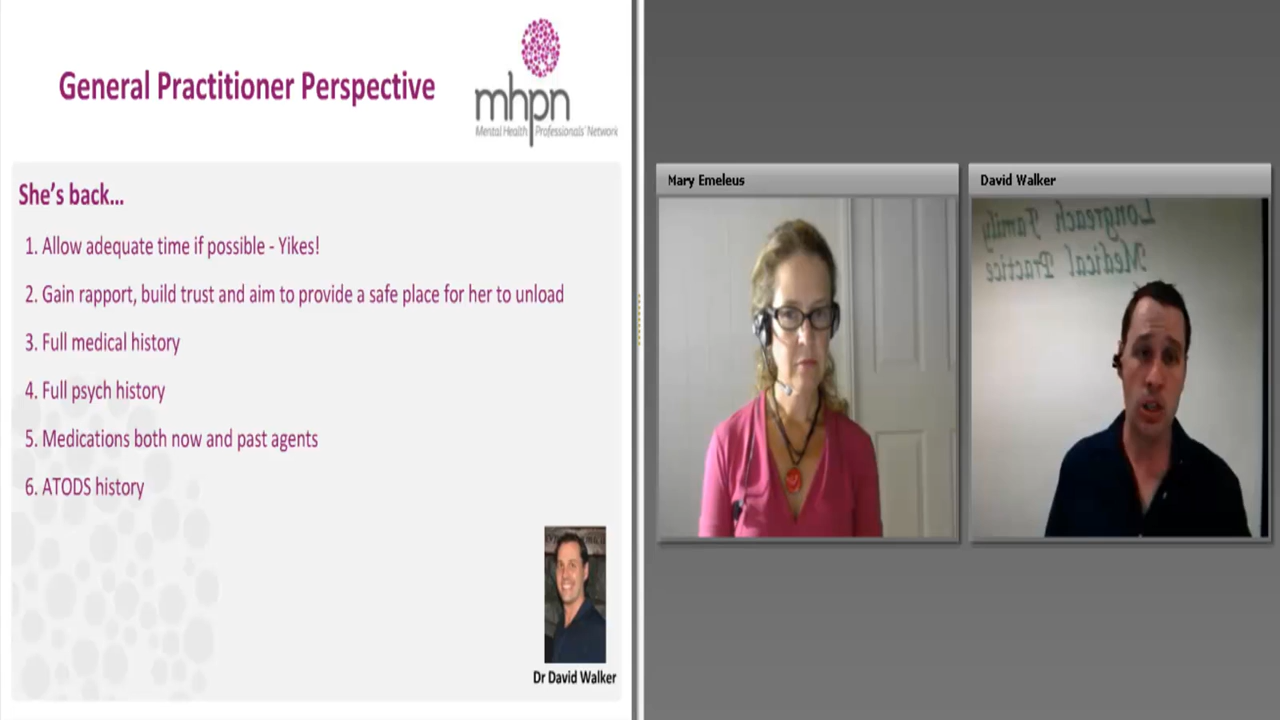 General Practitioner Perspective
mhpn
Mental Health Professionals' Network
She's back...
1. Allow adequate time if possible - Yikes!
2. Gain rapport, build trust and aim to provide a safe place for her to unload
3. Full medical history
4. Full psych history
5. Medications both now and past agents
6. ATODS history
Dr David Walker
Mary Emeleus
David Walker
Longreach Family
Medical Practice